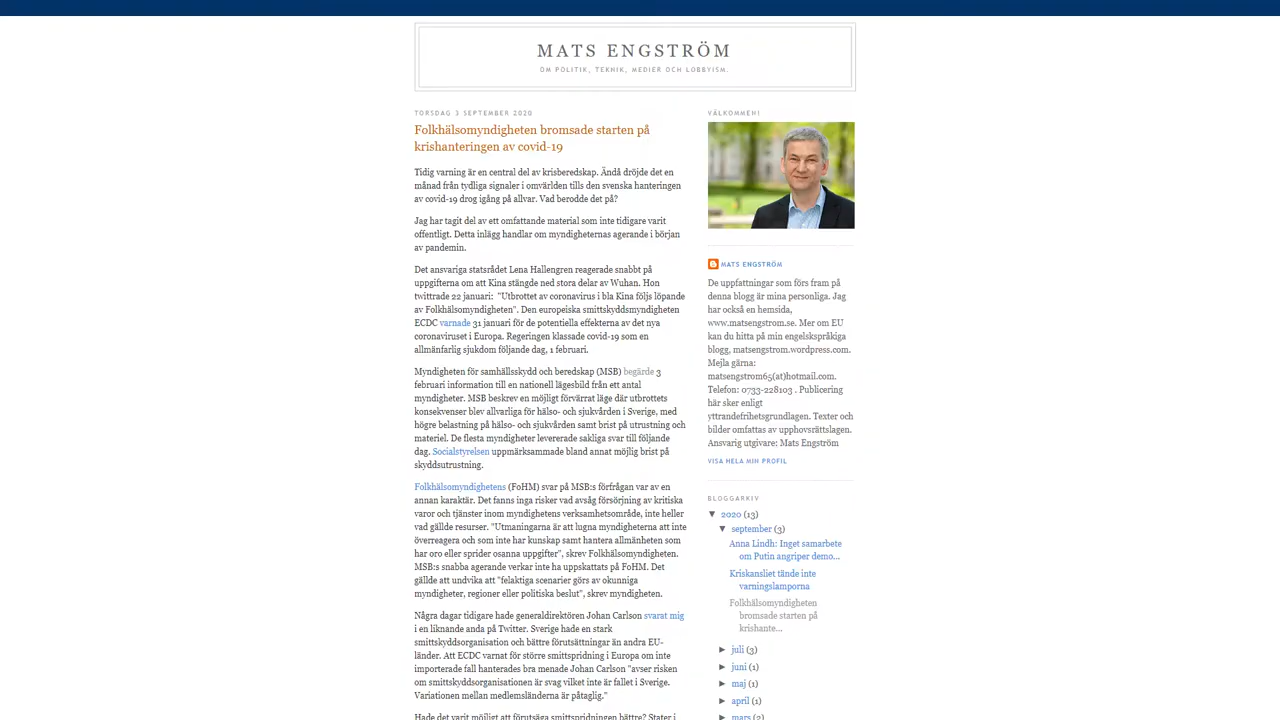 MATS ENGSTRÖM
OM POLITIK, TEKNIK, MEDIER OCH LOBBYISM.
TORSDAG 3 SEPTEMBER 2020
Folkhälsomyndigheten bromsade starten på
krishanteringen av covid-19
Tidig varning är en central del av krisberedskap. Ändå dröjde det en
månad från tydliga signaler i omvärlden tills den svenska hanteringen
av covid-19 drog igång på allvar. Vad berodde det på?
Jag har tagit del av ett omfattande material som inte tidigare varit
offentligt. Detta inlägg handlar om myndigheternas agerande i början
av pandemin.
Det ansvariga statsrådet Lena Hallengren reagerade snabbt på
uppgifterna om att Kina stängde ned stora delar av Wuhan. Hon
twittrade 22 januari:  "Utbrottet av coronavirus i bla Kina följs löpande
av Folkhälsomyndigheten". Den europeiska smittskyddsmyndigheten
ECDC varnade 31 januari för de potentiella effekterna av det nya
coronaviruset i Europa. Regeringen klassade covid-19 som en
allmänfarlig sjukdom följande dag, 1 februari.
Myndigheten för samhällsskydd och beredskap (MSB) begärde 3
februari information till en nationell lägesbild från ett antal
myndigheter. MSB beskrev en möjligt förvärrat läge där utbrottets
konsekvenser blev allvarliga för hälso- och sjukvården i Sverige, med
högre belastning på hälso- och sjukvården samt brist på utrustning och
materiel. De flesta myndigheter levererade sakliga svar till följande
dag. Socialstyrelsen uppmärksammade bland annat möjlig brist på
skyddsutrustning.
Folkhälsomyndighetens (FoHM) svar på MSB:s förfrågan var av en
annan karaktär. Det fanns inga risker vad avsåg försörjning av kritiska
varor och tjänster inom myndighetens verksamhetsområde, inte heller
vad gällde resurser. "Utmaningarna är att lugna myndigheterna att inte
överreagera och som inte har kunskap samt hantera allmänheten som
har oro eller sprider osanna uppgifter", skrev Folkhälsomyndigheten.
MSB:s snabba agerande verkar inte ha uppskattats på FoHM. Det
gällde att undvika att "felaktiga scenarier görs av okunniga
myndigheter, regioner eller politiska beslut", skrev myndigheten.
Några dagar tidigare hade generaldirektören Johan Carlson svarat mig
i en liknande anda på Twitter. Sverige hade en stark
smittskyddsorganisation och bättre förutsättningar än andra EU-
länder. Att ECDC varnat för större smittspridning i Europa om inte
importerade fall hanterades bra menade Johan Carlson "avser risken
om smittskyddsorganisationen är svag vilket inte är fallet i Sverige.
Variationen mellan medlemsländerna är påtaglig."
Hade det varit möjligt att förutsäga smittspridningen bättre? Stater i
VÄLKOMMEN!
MATS ENGSTRÖM
De uppfattningar som förs fram på
denna blogg är mina personliga. Jag
har också en hemsida,
www.matsengstrom.se. Mer om EU
kan du hitta på min engelskspråkiga
blogg, matsengstrom.wordpress.com.
Mejla gärna:
matsengstrom65(at)hotmail.com.
Telefon: 0733-228103 . Publicering
här sker enligt
yttrandefrihetsgrundlagen. Texter och
bilder omfattas av upphovsrättslagen.
Ansvarig utgivare: Mats Engström
VISA HELA MIN PROFIL
BLOGGARKIV
▼ 2020 (13)
▼ september (3)
Anna Lindh: Inget samarbete
om Putin angriper demo...
Kriskansliet tände inte
varningslamporna
Folkhälsomyndigheten
bromsade starten på
krishante...
► juli (3)
► juni (1)
► maj (1)
► april (1)
► mars (2)